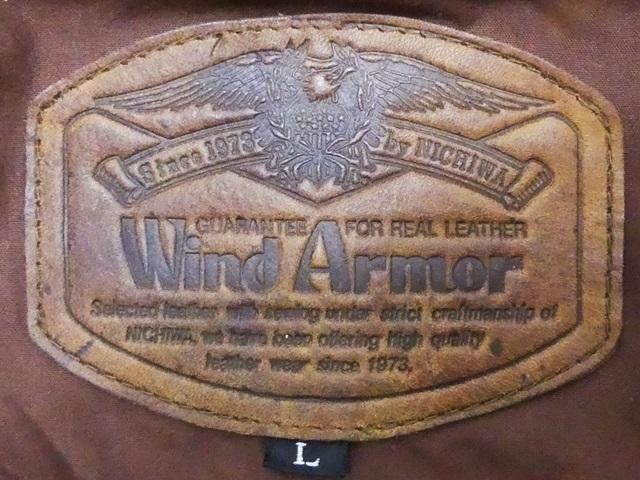 Since 1973 by NICHIWA
GUARANTEE FOR REAL LEATHER
Wind Armor
Selected leather with sewing under strict craftmanship of
NICHIWA, we have been offering high quality
leather wear since 1973.
L